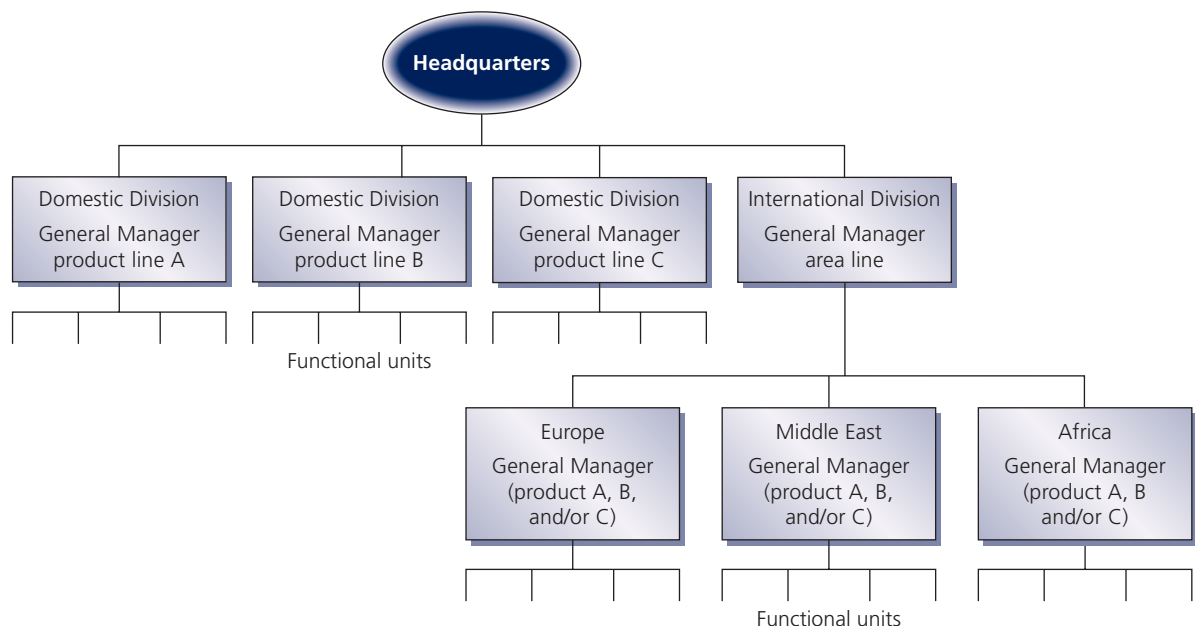 Headquarters
Domestic Division
General Manager
product line A
Domestic Division
General Manager
product line B
Domestic Division
General Manager
product line C
International Division
General Manager
area line
Functional units
Europe
General Manager
(product A, B,
and/or C)
Middle East
General Manager
(product A, B,
and/or C)
Africa
General Manager
(product A, B
and/or C)
Functional units